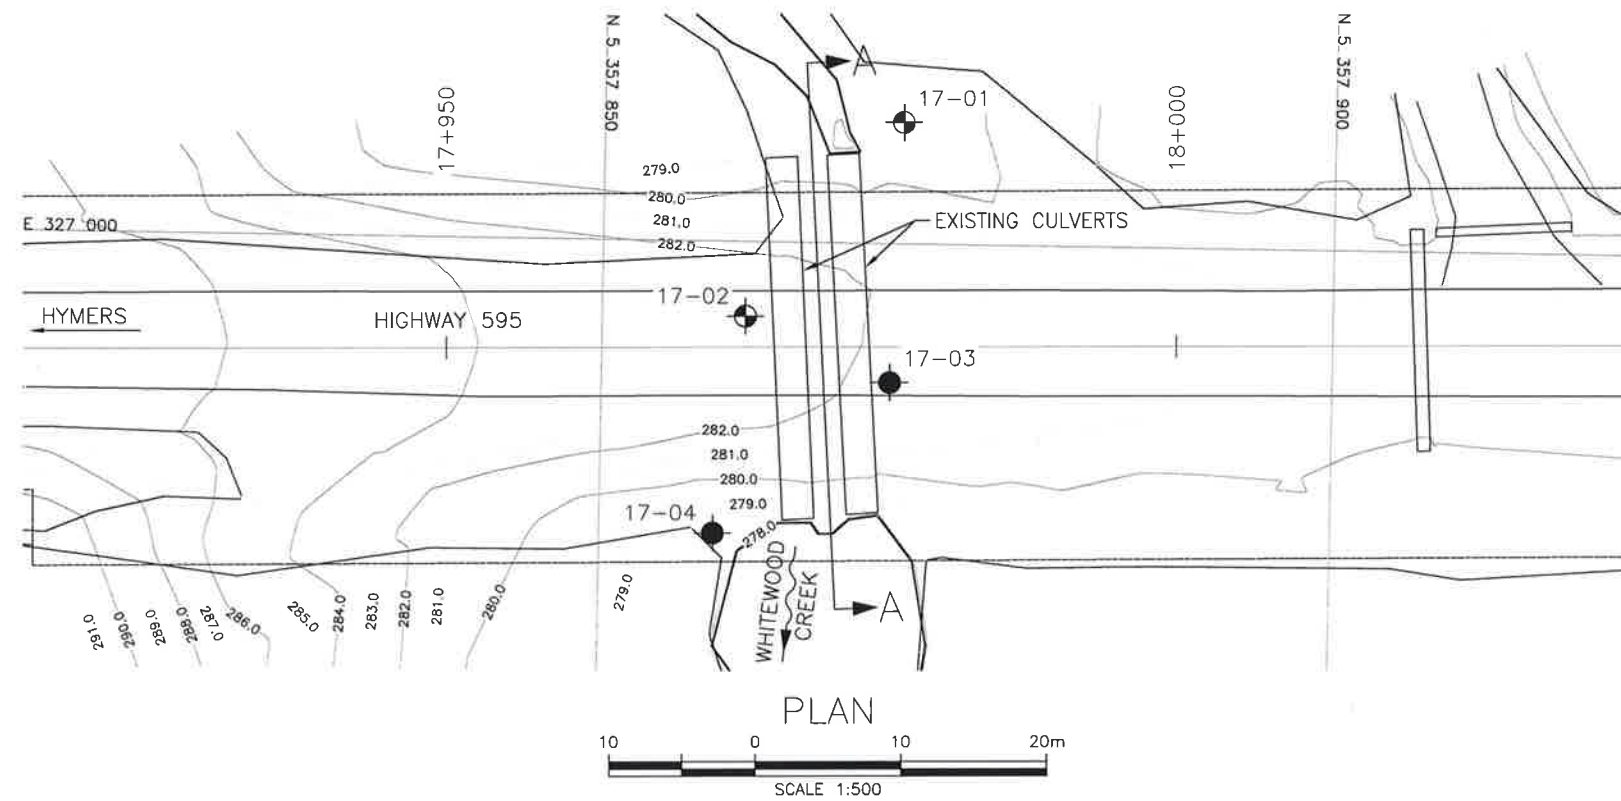 N 5 357 850
N 5 357 900
A
17-01
17+950
18+000
279.0
280.0
281.0
282.0
E 327 000
EXISTING CULVERTS
17-02
HYMERS
HIGHWAY 595
17-03
282.0
281.0
280.0
279.0
278.0
17-04
WHITEWOOD
CREEK
A
291.0
290.0
289.0
288.0
287.0
286.0
285.0
284.0
283.0
282.0
281.0
280.0
279.0
PLAN
10 0 10 20m
SCALE 1:500